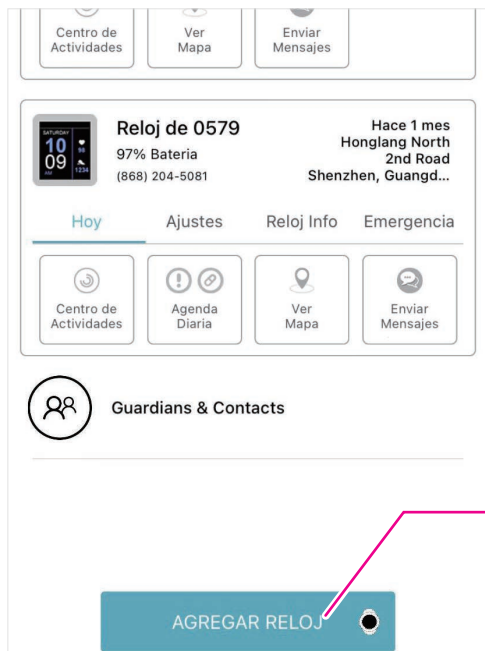 Centro de
Actividades
Ver
Mapa
Enviar
Mensajes
SATURDAY
10
09
AM
98
1234
Reloj de 0579
97% Bateria
(868) 204-5081
Hace 1 mes
Honglang North
2nd Road
Shenzhen, Guangd...
Hoy
Ajustes
Reloj Info
Emergencia
Centro de
Actividades
Agenda
Diaria
Ver
Mapa
Enviar
Mensajes
Guardians & Contacts
AGREGAR RELOJ